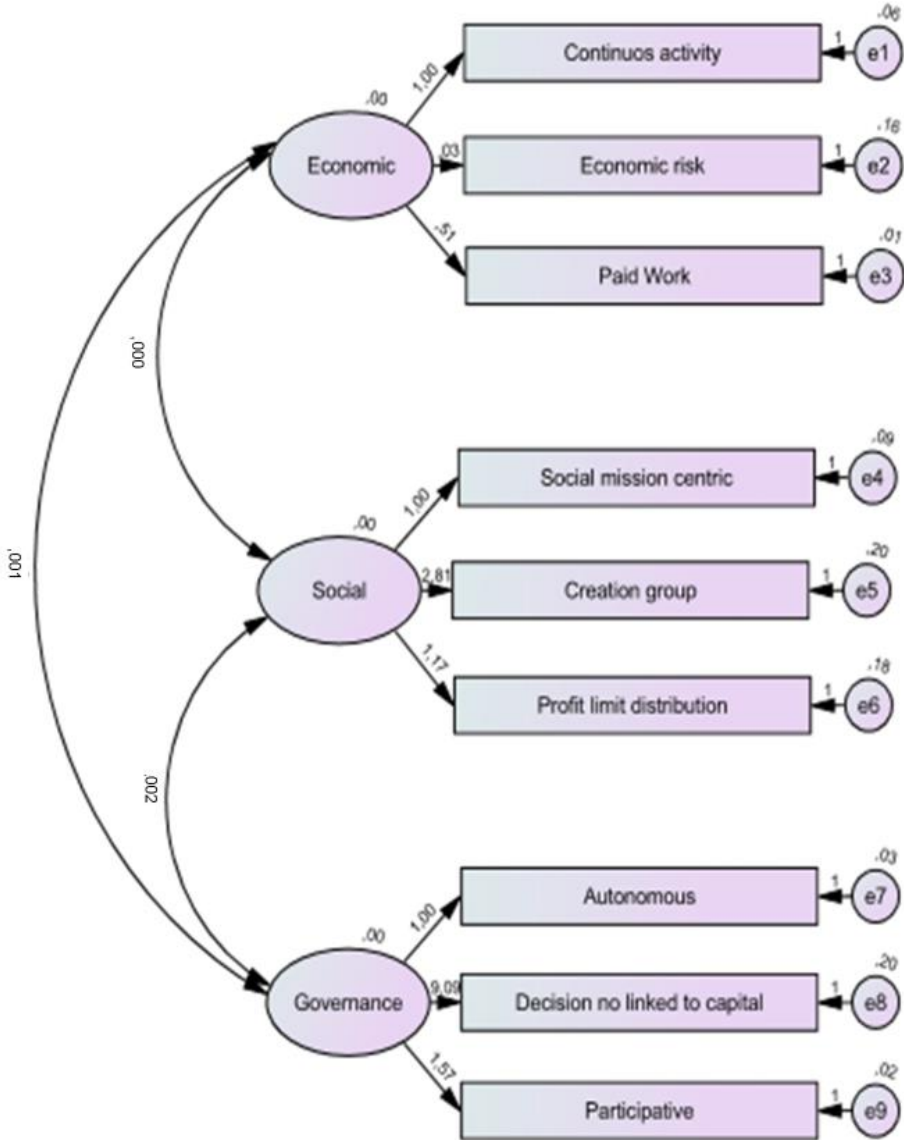 ,06
Continuos activity
1
e1
1,00
,00
,16
Economic
,03
Economic risk
1
e2
,51
,01
Paid Work
1
e3
,000
,09
Social mission centric
1
e4
1,00
,00
,20
Social
2,81
Creation group
1
e5
,001
1,17
,18
Profit limit distribution
1
e6
,002
,03
Autonomous
1
e7
1,00
,00
,20
Governance
9,09
Decision no linked to capital
1
e8
1,57
,02
Participative
1
e9